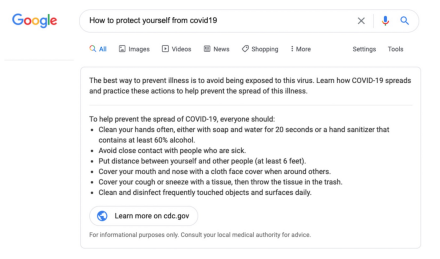 Google
How to protect yourself from covid19
All Images Videos News Shopping More Settings Tools
The best way to prevent illness is to avoid being exposed to this virus. Learn how COVID-19 spreads
and practice these actions to help prevent the spread of this illness.
To help prevent the spread of COVID-19, everyone should:
• Clean your hands often, either with soap and water for 20 seconds or a hand sanitizer that
contains at least 60% alcohol.
• Avoid close contact with people who are sick.
• Put distance between yourself and other people (at least 6 feet).
• Cover your mouth and nose with a cloth face cover when around others.
• Cover your cough or sneeze with a tissue, then throw the tissue in the trash.
• Clean and disinfect frequently touched objects and surfaces daily.
Learn more on cdc.gov
For informational purposes only. Consult your local medical authority for advice.